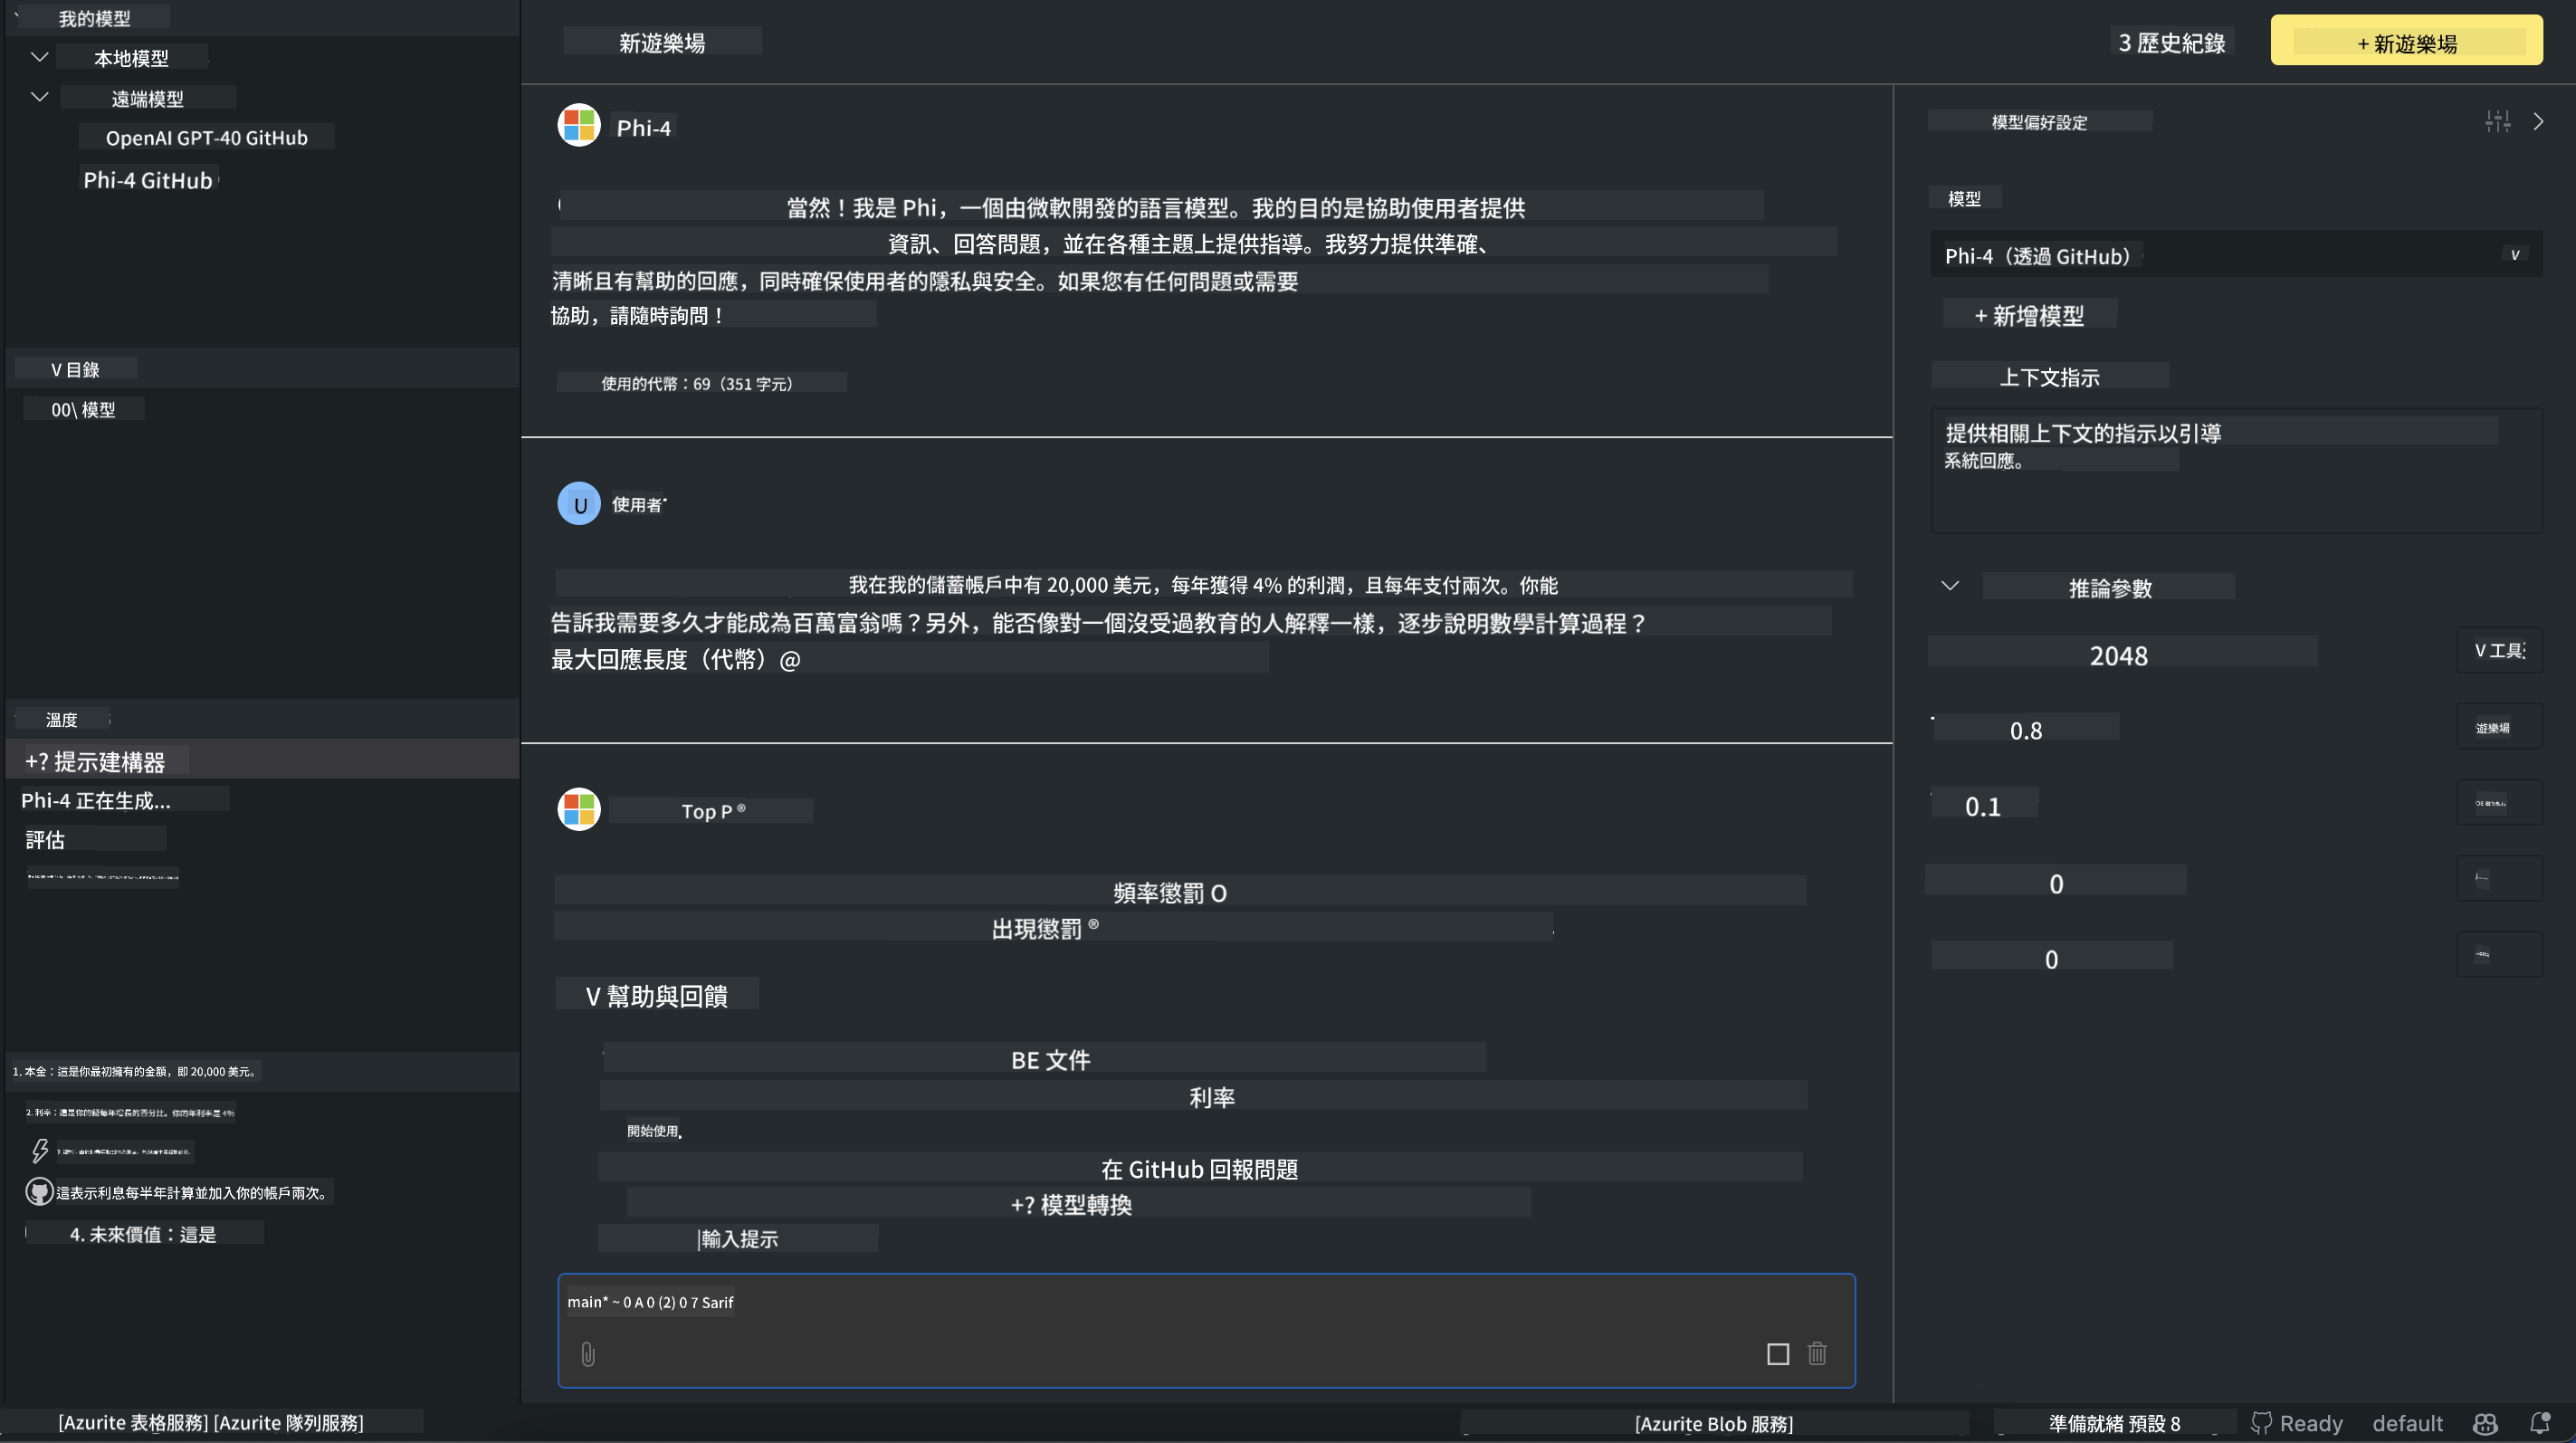 我的模型
本地模型
遠端模型
OpenAI GPT-40 GitHub
Phi-4 GitHub
V 目錄
00\ 模型
溫度
+? 提示建構器
Phi-4 正在生成...
評估
1. 本金：這是你最初擁有的金額，即 20,000 美元。
2. 利率：這是你的錢每年增長的百分比。你的年利率是 4%
這表示利息每半年計算並加入你的帳戶兩次。
4. 未來價值：這是
新遊樂場
3 歷史紀錄
+ 新遊樂場
Phi-4
當然！我是 Phi，一個由微軟開發的語言模型。我的目的是協助使用者提供
資訊、回答問題，並在各種主題上提供指導。我努力提供準確、
清晰且有幫助的回應，同時確保使用者的隱私與安全。如果您有任何問題或需要
協助，請隨時詢問！
使用的代幣：69（351 字元）
U 使用者
我在我的儲蓄帳戶中有 20,000 美元，每年獲得 4% 的利潤，且每年支付兩次。你能
告訴我需要多久才能成為百萬富翁嗎？另外，能否像對一個沒受過教育的人解釋一樣，逐步說明數學計算過程？
最大回應長度（代幣）@
Top P ®
頻率懲罰 O
出現懲罰 ®
V 幫助與回饋
BE 文件
利率
開始使用
在 GitHub 回報問題
+? 模型轉換
|輸入提示
main* ~ 0 A 0 (2) 0 7 Sarif
模型偏好設定
模型
Phi-4（透過 GitHub）
v
+ 新增模型
上下文指示
提供相關上下文的指示以引導
系統回應。
推論參數
2048
V 工具
0.8
遊樂場
0.1
0
0
[Azurite 表格服務] [Azurite 隊列服務]
[Azurite Blob 服務]
準備就緒 預設 8
Ready
default